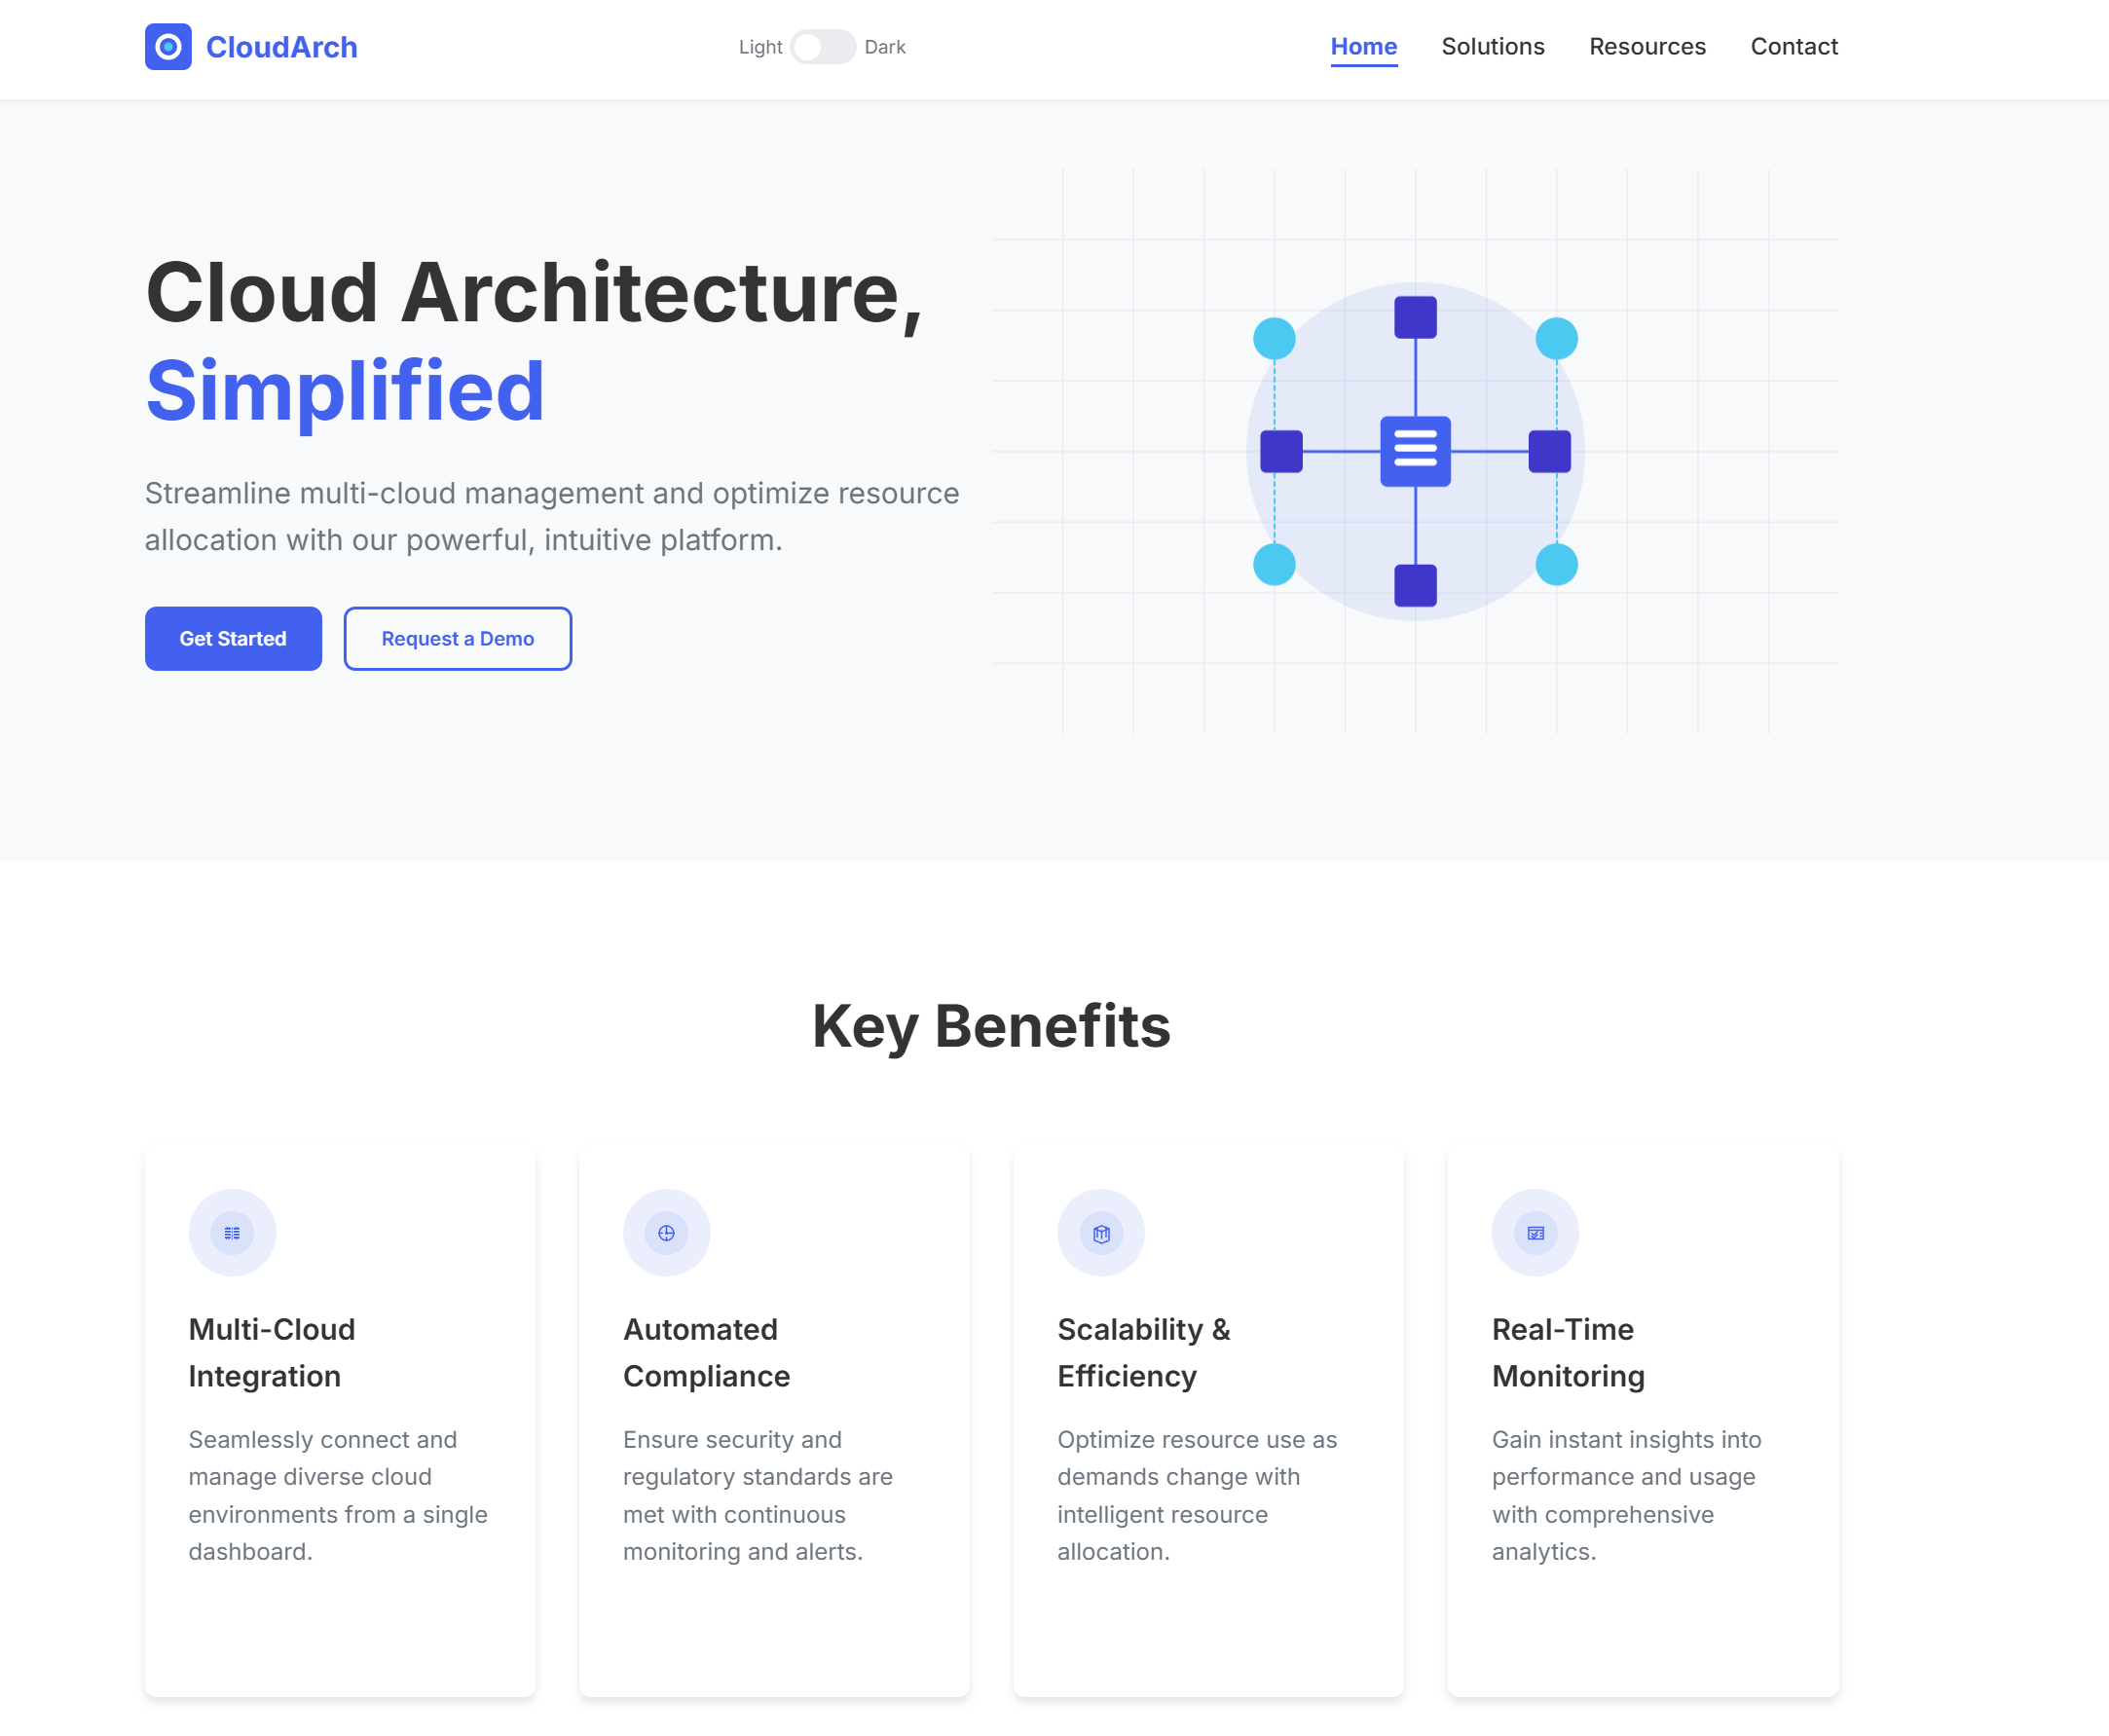 CloudArch
Light
Dark
Home
Solutions
Resources
Contact
Cloud Architecture,
Simplified
Streamline multi-cloud management and optimize resource
allocation with our powerful, intuitive platform.
Get Started
Request a Demo
Key Benefits
Multi-Cloud
Integration
Seamlessly connect and
manage diverse cloud
environments from a single
dashboard.
Automated
Compliance
Ensure security and
regulatory standards are
met with continuous
monitoring and alerts.
Scalability &
Efficiency
Optimize resource use as
demands change with
intelligent resource
allocation.
Real-Time
Monitoring
Gain instant insights into
performance and usage
with comprehensive
analytics.